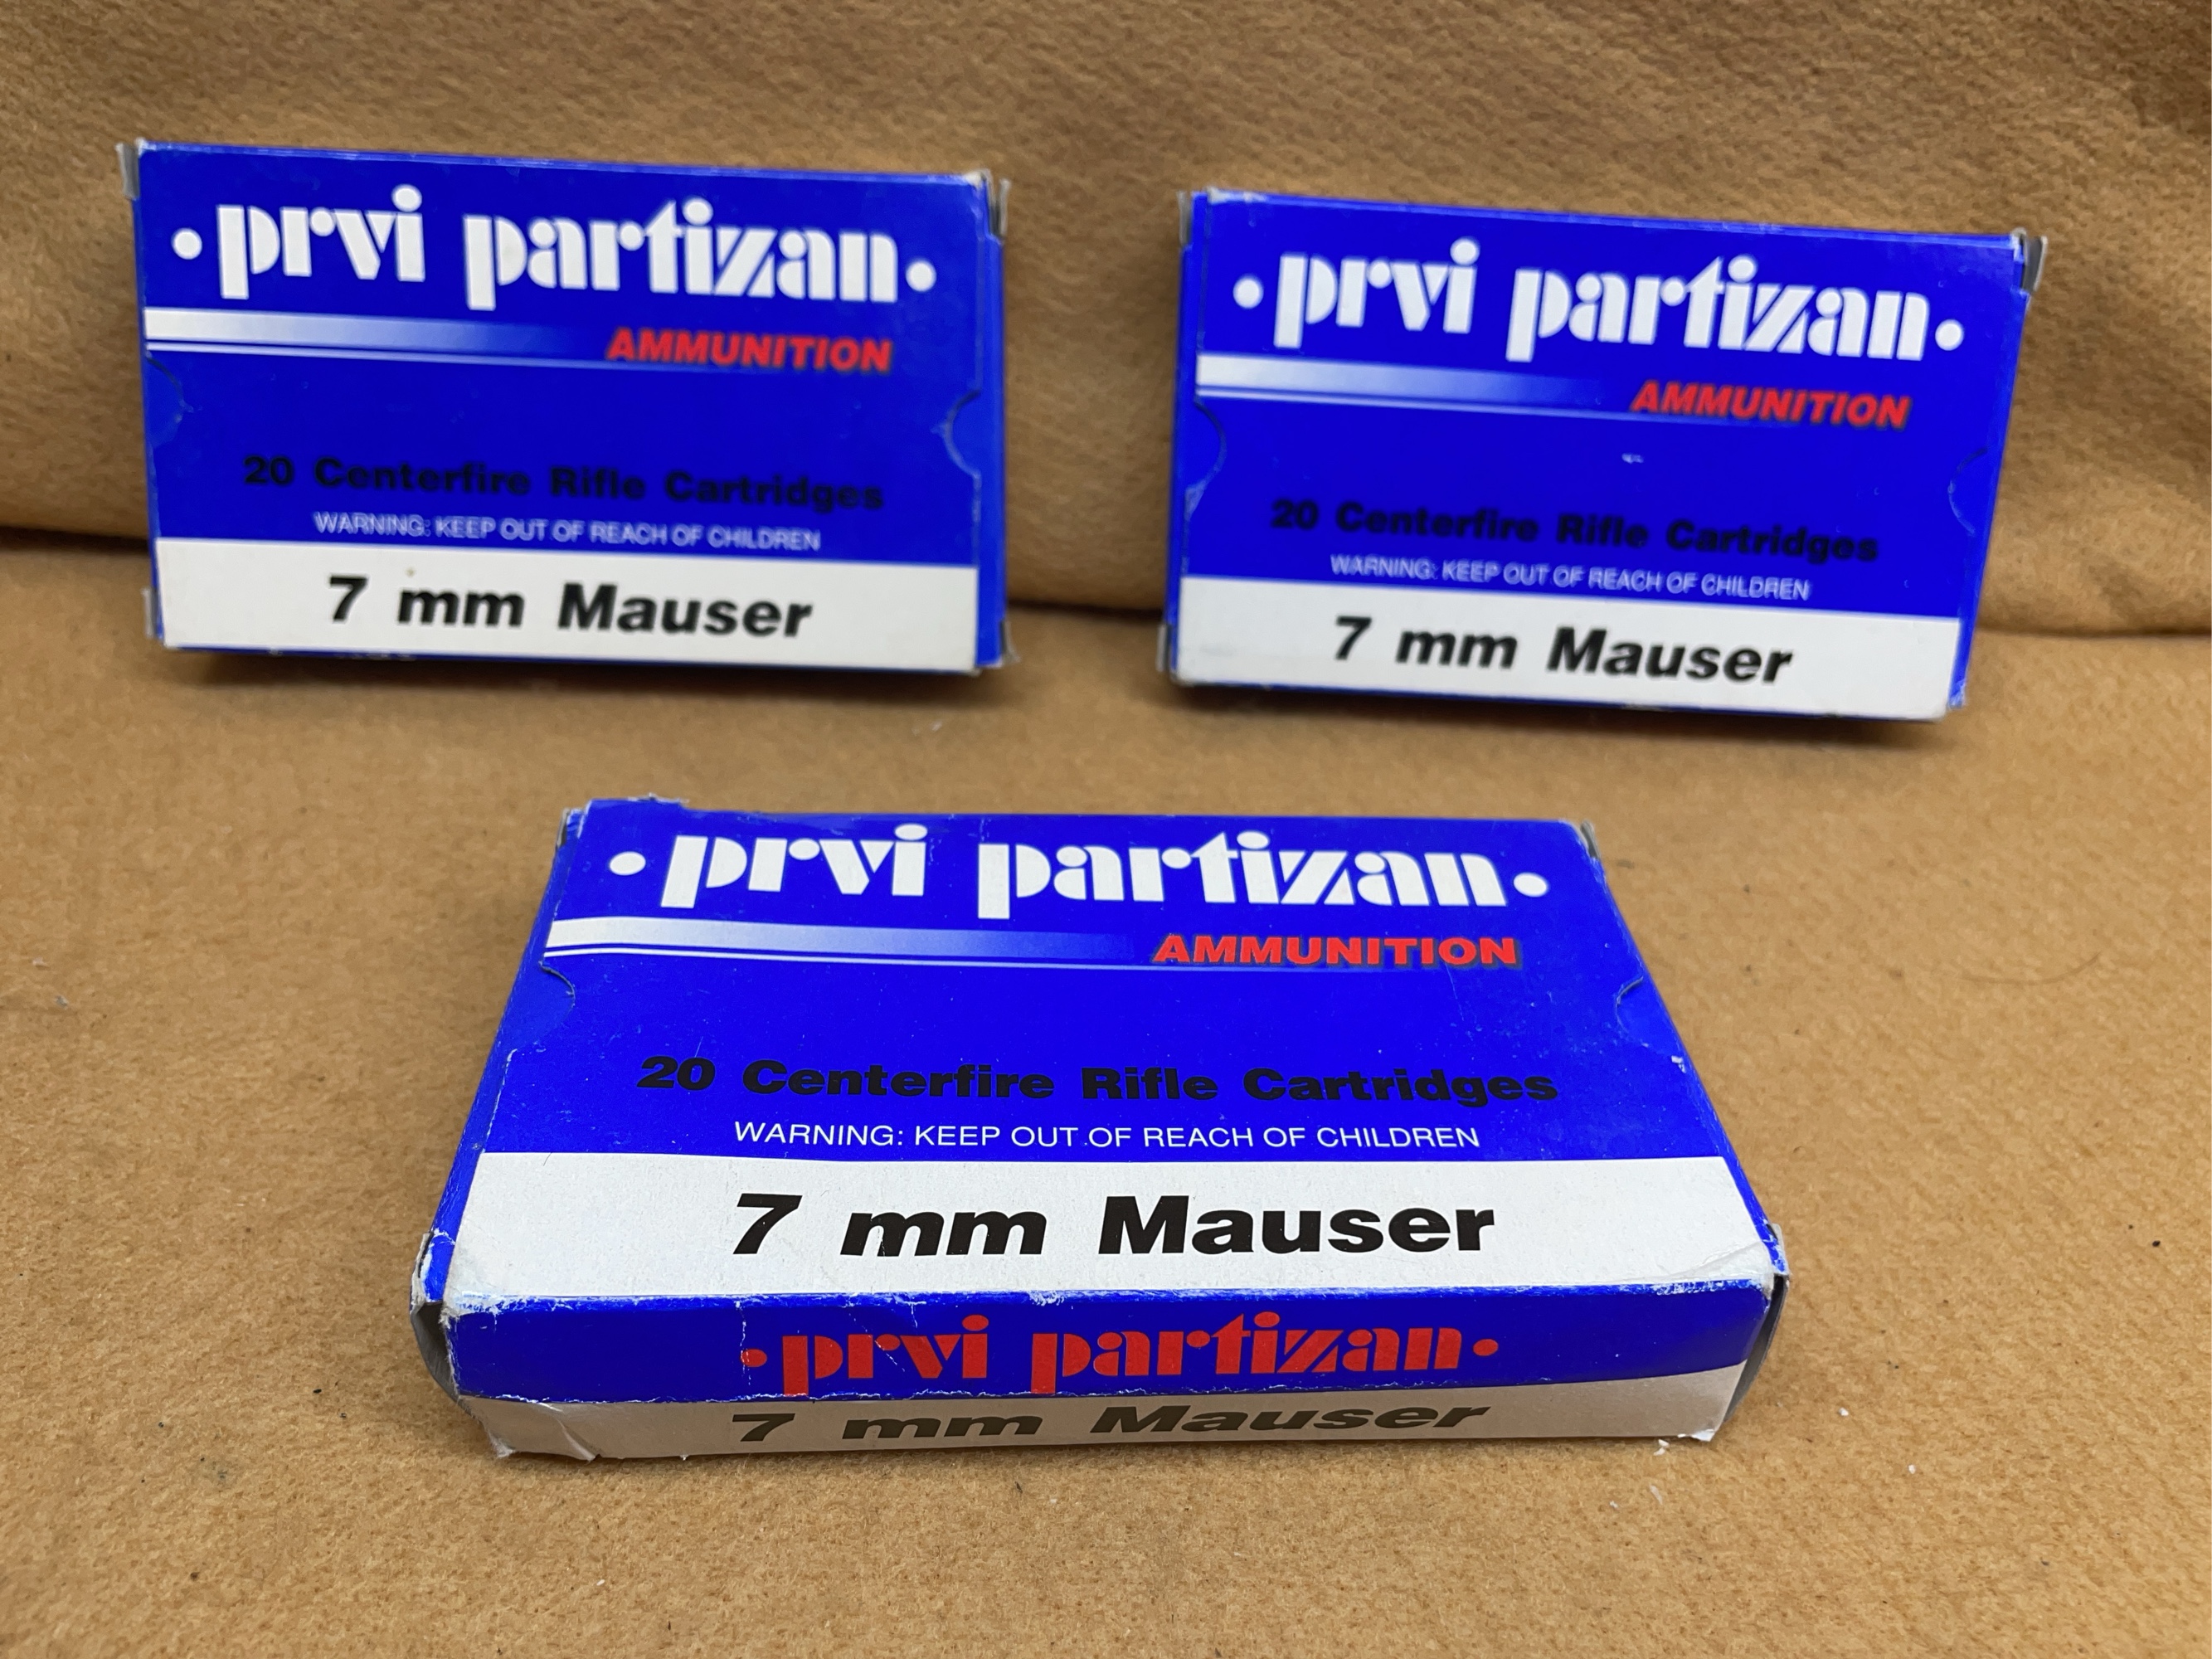 • prvi partizan •
AMMUNITION
20 Centerfire Rifle Cartridges
WARNING: KEEP OUT OF REACH OF CHILDREN
7 mm Mauser
• prvi partizan •
AMMUNITION
20 Centerfire Rifle Cartridges
WARNING: KEEP OUT OF REACH OF CHILDREN
7 mm Mauser
• prvi partizan •
AMMUNITION
20 Centerfire Rifle Cartridges
WARNING: KEEP OUT OF REACH OF CHILDREN
7 mm Mauser
• prvi partizan •
7 mm Mauser